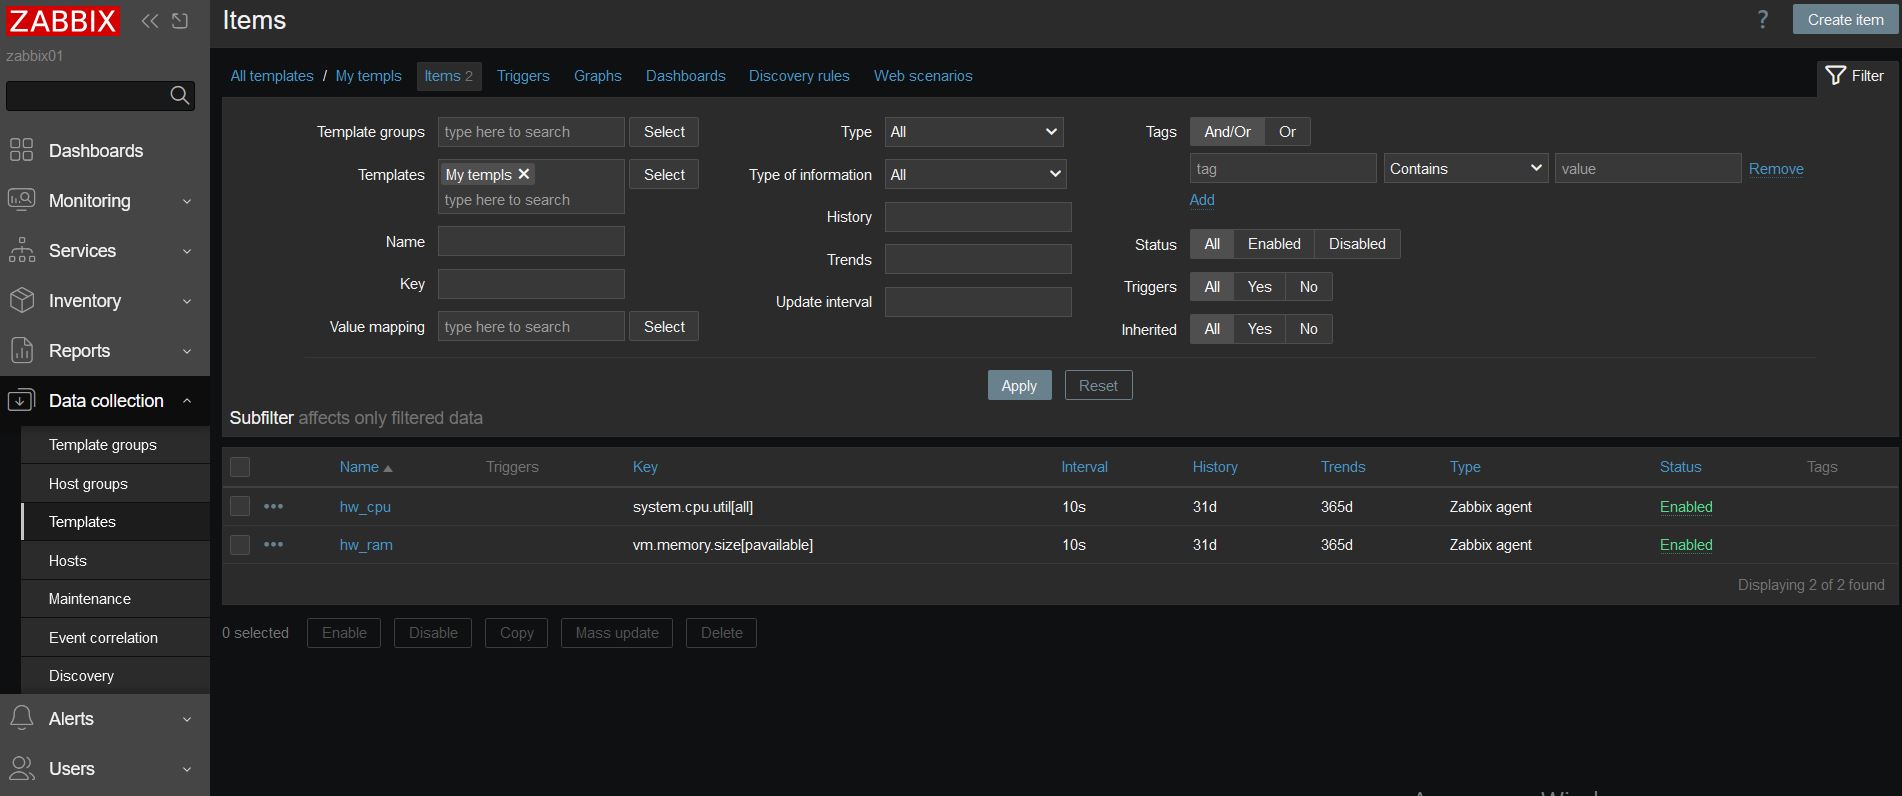 ZABBIX
zabbix01
Dashboards
Monitoring
Services
Inventory
Reports
Data collection
Template groups
Host groups
Templates
Hosts
Maintenance
Event correlation
Discovery
Alerts
Users
Items
? Create item
All templates / My templs Items 2 Triggers Graphs Dashboards Discovery rules Web scenarios
Filter
Template groups type here to search Select
Templates My templs Select
type here to search
Name
Key
Value mapping type here to search Select
Type All
Type of information All
History
Trends
Update interval
Tags And/Or Or
tag Contains value Remove
Add
Status All Enabled Disabled
Triggers All Yes No
Inherited All Yes No
Apply Reset
Subfilter affects only filtered data
Name Triggers Key Interval History Trends Type Status Tags
hw_cpu system.cpu.util[all] 10s 31d 365d Zabbix agent Enabled
hw_ram vm.memory.size[pavailable] 10s 31d 365d Zabbix agent Enabled
Displaying 2 of 2 found
0 selected Enable Disable Copy Mass update Delete